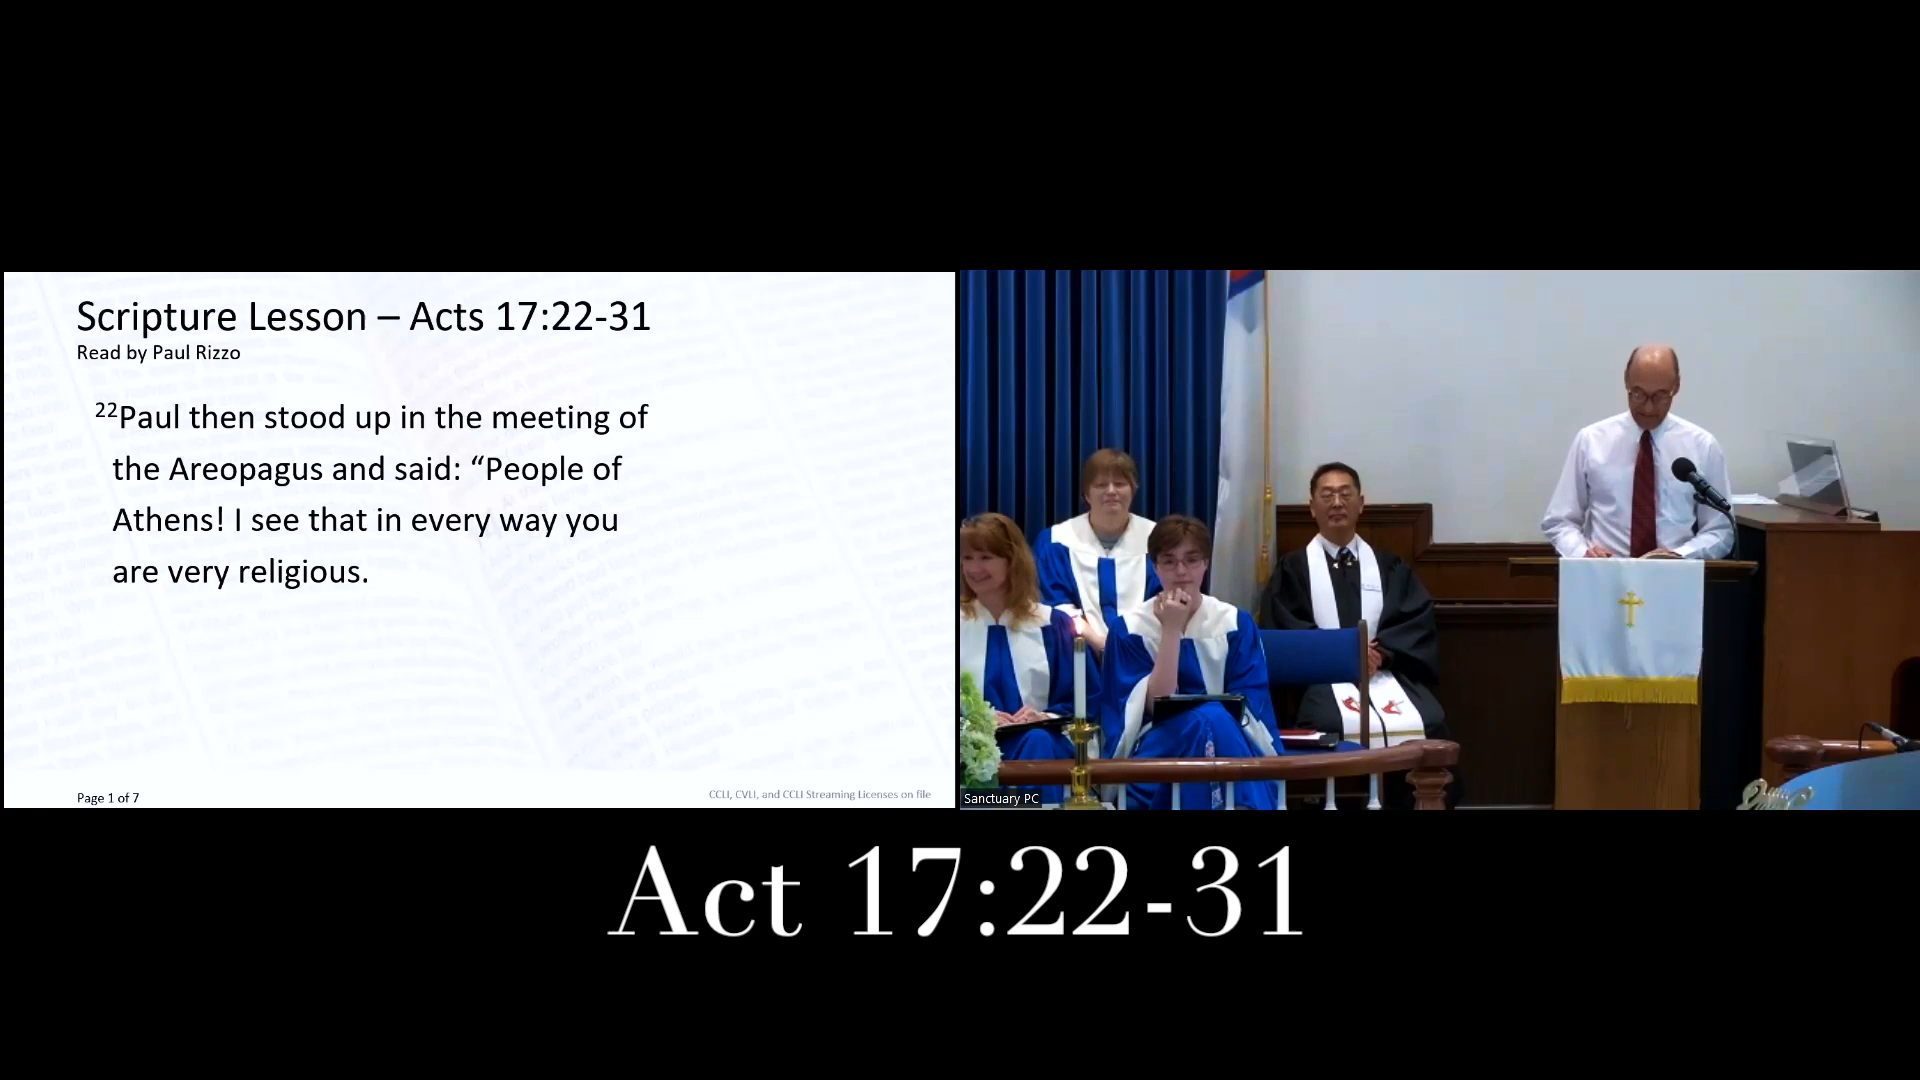 Scripture Lesson – Acts 17:22-31
Read by Paul Rizzo
22Paul then stood up in the meeting of
the Areopagus and said: “People of
Athens! I see that in every way you
are very religious.
Page 1 of 7
CCLI, CVLI, and CCLI Streaming Licenses on file
Sanctuary PC
Act 17:22-31